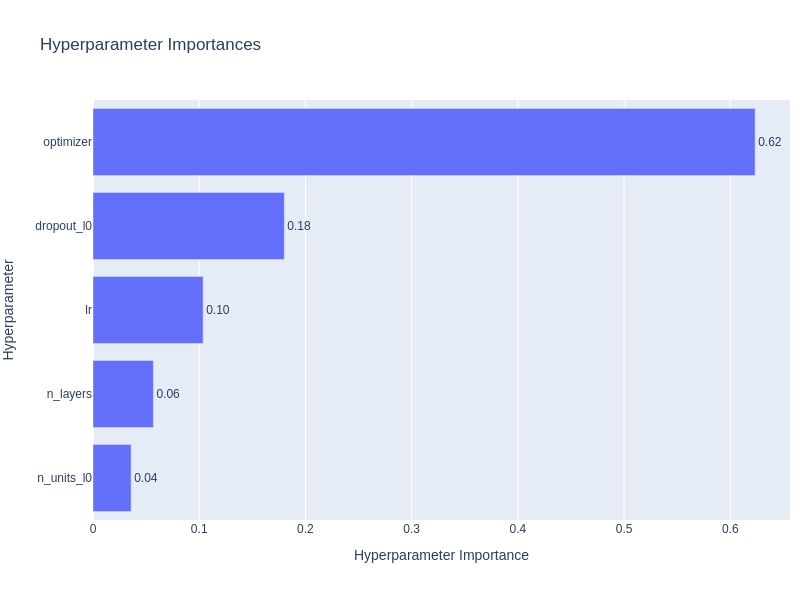 Hyperparameter Importances
Hyperparameter
optimizer
0.62
dropout_l0
0.18
lr
0.10
n_layers
0.06
n_units_l0
0.04
0 0.1 0.2 0.3 0.4 0.5 0.6
Hyperparameter Importance